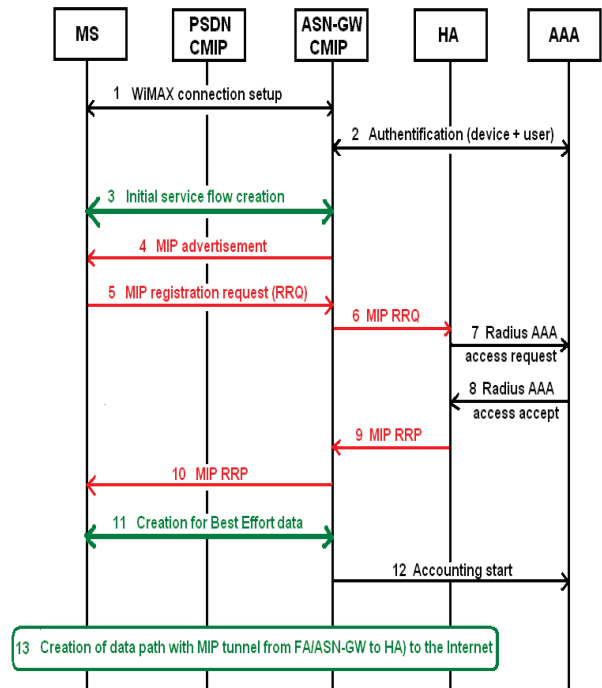 MS
PSDN
CMIP
ASN-GW
CMIP
HA
AAA
1 WiMAX connection setup
2 Authentification (device + user)
3 Initial service flow creation
4 MIP advertisement
5 MIP registration request (RRQ)
6 MIP RRQ
7 Radius AAA
access request
8 Radius AAA
access accept
9 MIP RRP
10 MIP RRP
11 Creation for Best Effort data
12 Accounting start
13 Creation of data path with MIP tunnel from FA/ASN-GW to HA) to the Internet